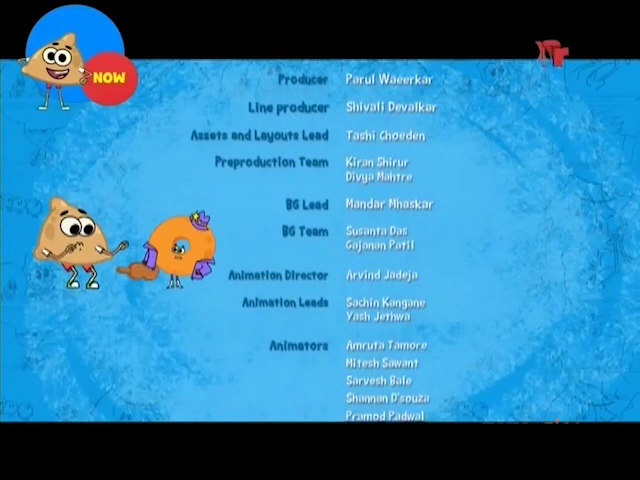 NOW
Producer Parul Waeerkar
Line producer Shivali Devalkar
Assets and Layouts Lead Tashi Choeden
Preproduction Team Kiran Shirur
Divya Mahtre
BG Lead Mandar Mhaskar
BG Team Susanta Das
Gajanan Patil
Animation Director Arvind Jadeja
Animation Leads Sachin Kangane
Yash Jethwa
Animators Amruta Tamore
Mitesh Sawant
Sarvesh Bale
Shannan D'souza
Pramod Padwal